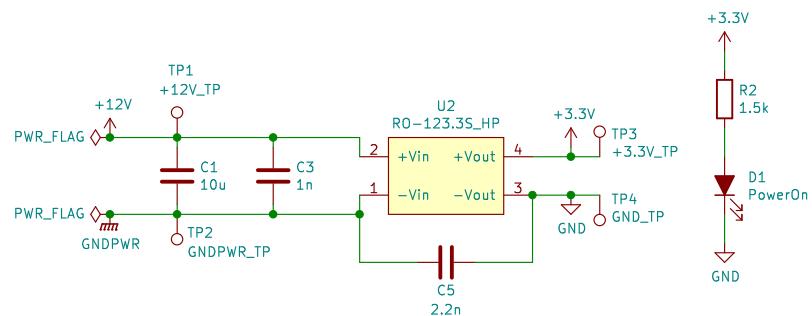 +3.3V
TP1
+12V_TP
+12V
PWR_FLAG
C1
10u
C3
1n
U2
RO-123.3S_HP
2
+Vin
+Vout
4
1
-Vin
-Vout
3
+3.3V
TP3
+3.3V_TP
R2
1.5k
D1
PowerOn
PWR_FLAG
GNDPWR
TP2
GNDPWR_TP
GND
TP4
GND_TP
C5
2.2n
GND